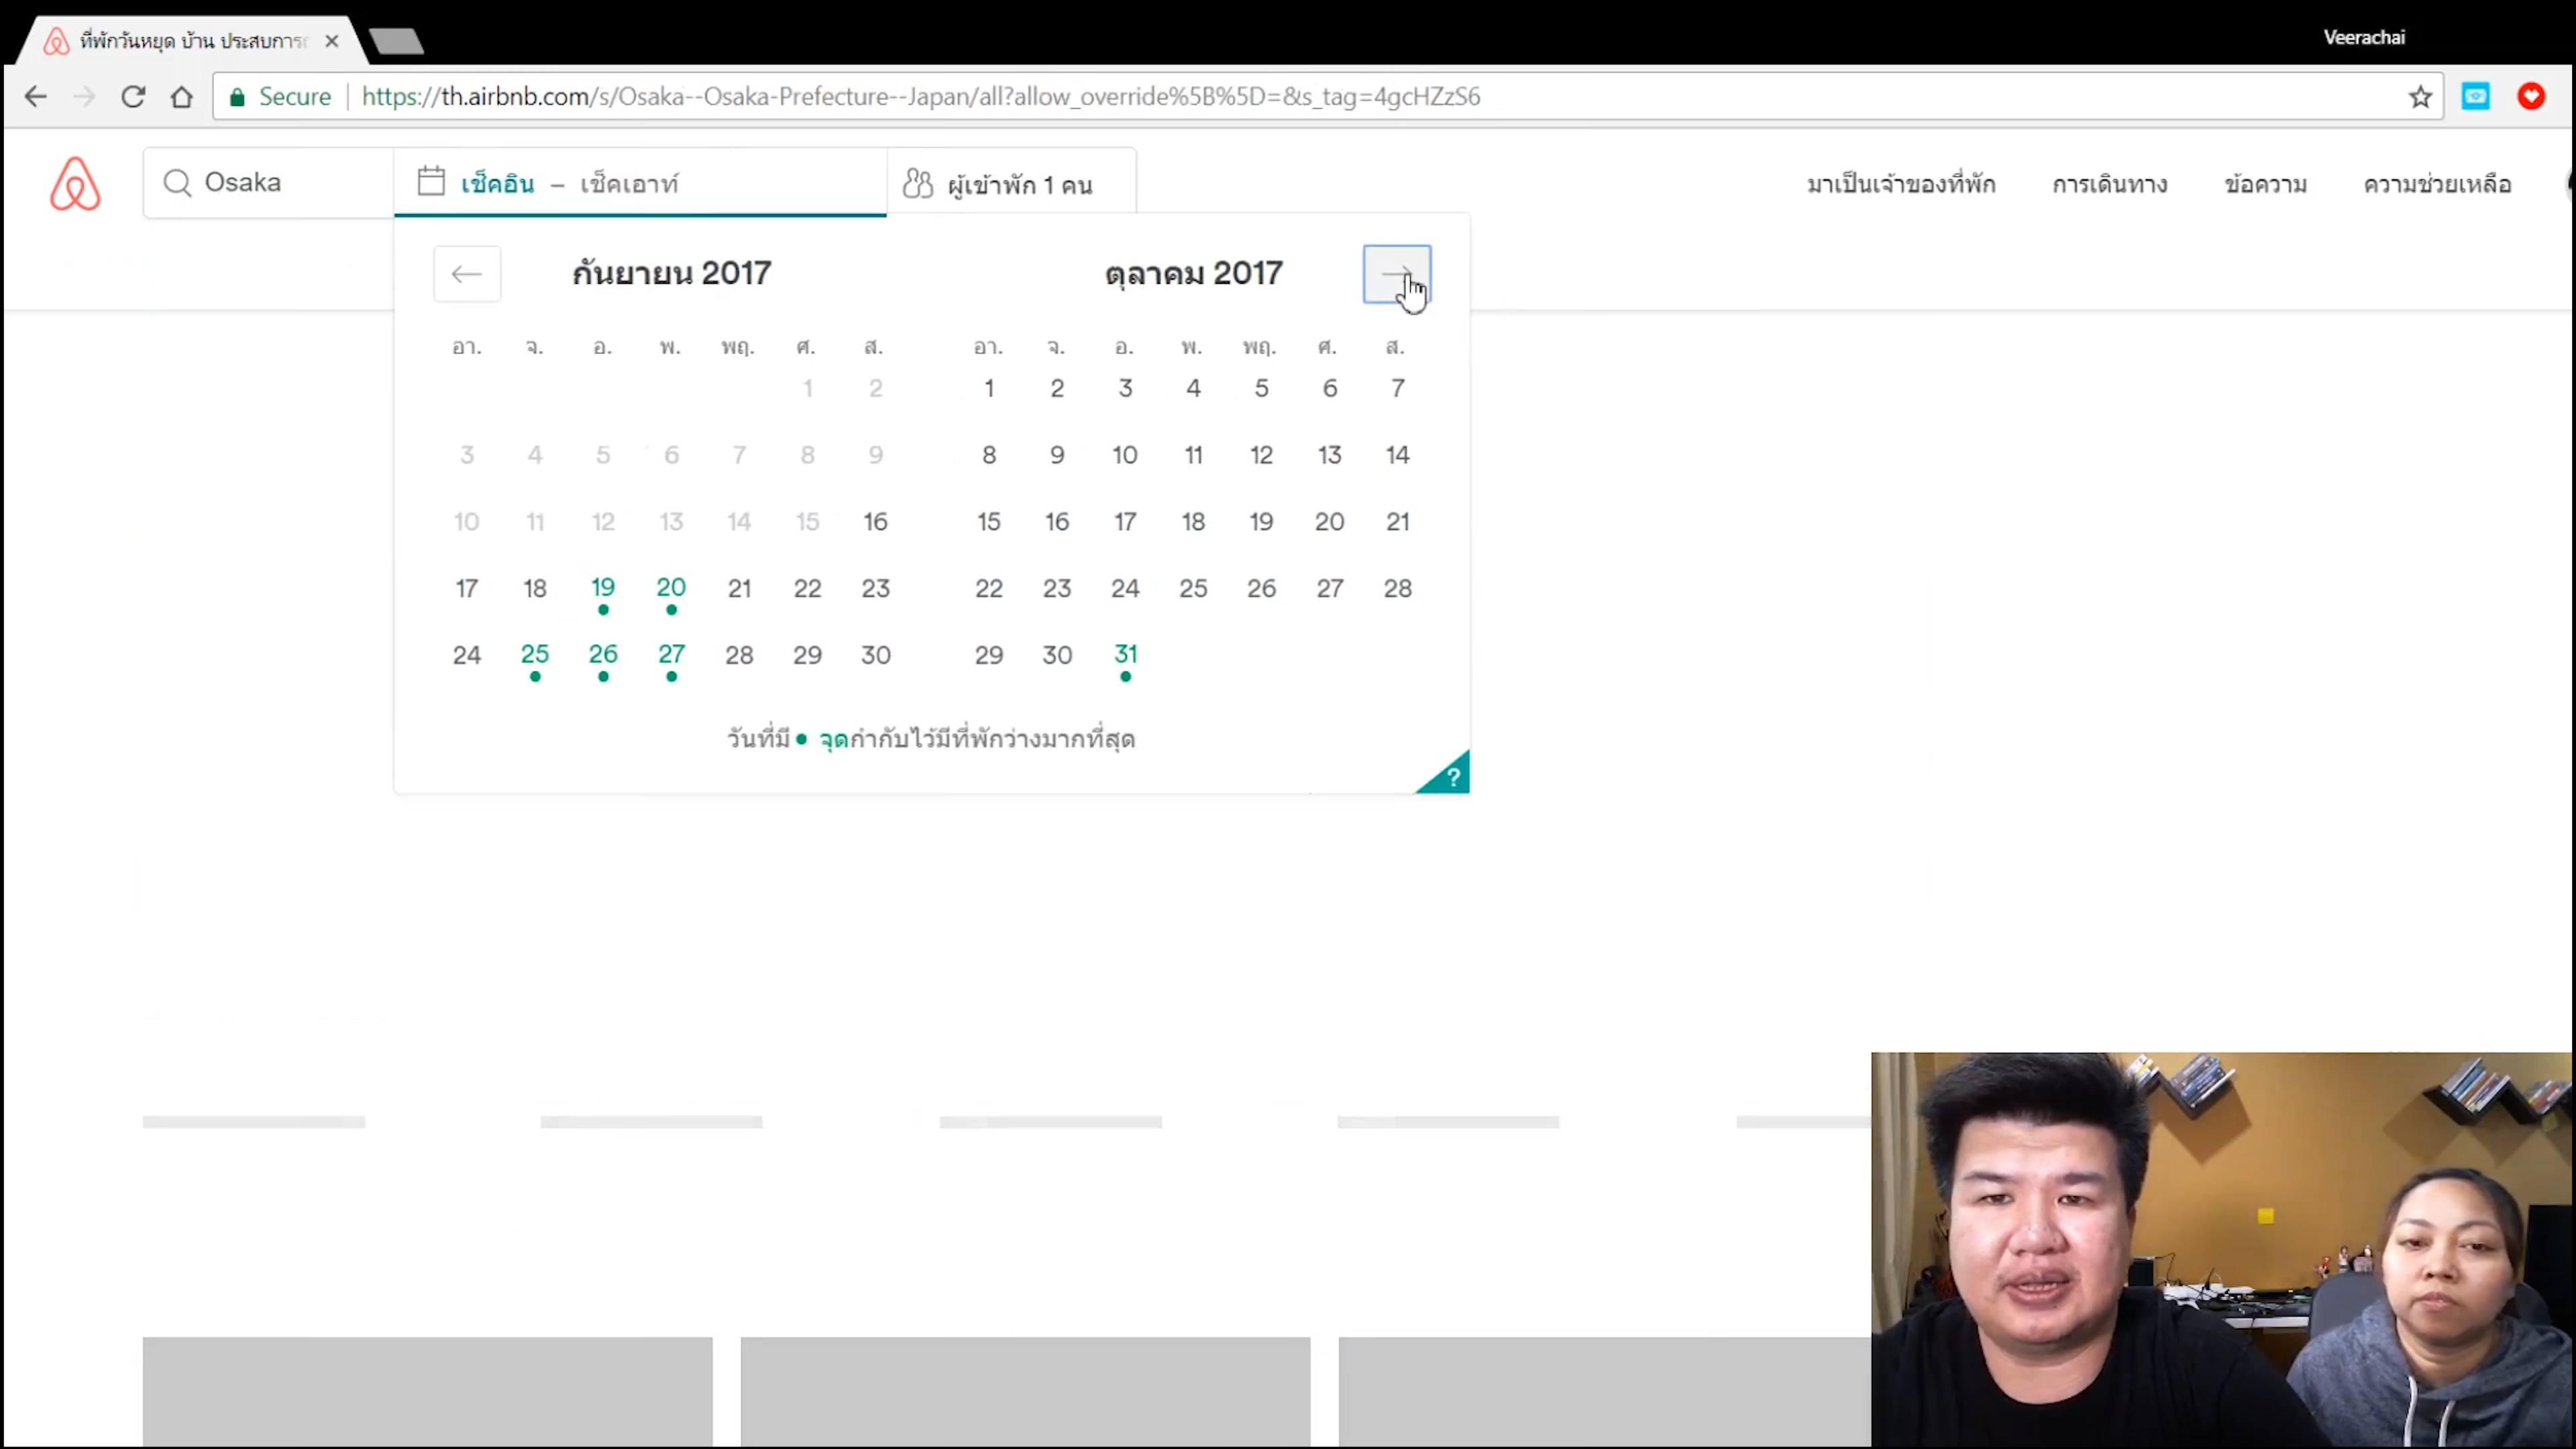 ที่พักวันหยุด บ้าน ประสบการ
Veerachai
Secure https://th.airbnb.com/s/Osaka--Osaka-Prefecture--Japan/all?allow_override%5B%5D=&s_tag=4gcHZzS6
Osaka เช็คอิน – เช็คเอาท์ ผู้เข้าพัก 1 คน มาเป็นเจ้าของที่พัก การเดินทาง ข้อความ ความช่วยเหลือ
กันยายน 2017
อา. จ. อ. พ. พฤ. ศ. ส.
1 2
3 4 5 6 7 8 9
10 11 12 13 14 15 16
17 18 19 20 21 22 23
24 25 26 27 28 29 30
ตุลาคม 2017
อา. จ. อ. พ. พฤ. ศ. ส.
1 2 3 4 5 6 7
8 9 10 11 12 13 14
15 16 17 18 19 20 21
22 23 24 25 26 27 28
29 30 31
วันที่มี • จุดกำกับไว้มีที่พักว่างมากที่สุด
?